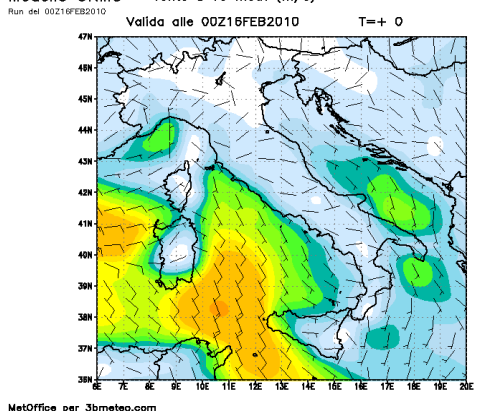 Run del 00Z16FEB2010
Valida alle 00Z16FEB2010 T=+ 0
47N
46N
45N
44N
43N
42N
41N
40N
39N
38N
37N
36N
6E 7E 8E 9E 10E 11E 12E 13E 14E 15E 16E 17E 18E 19E 20E
MetOffice per 3bmeteo.com